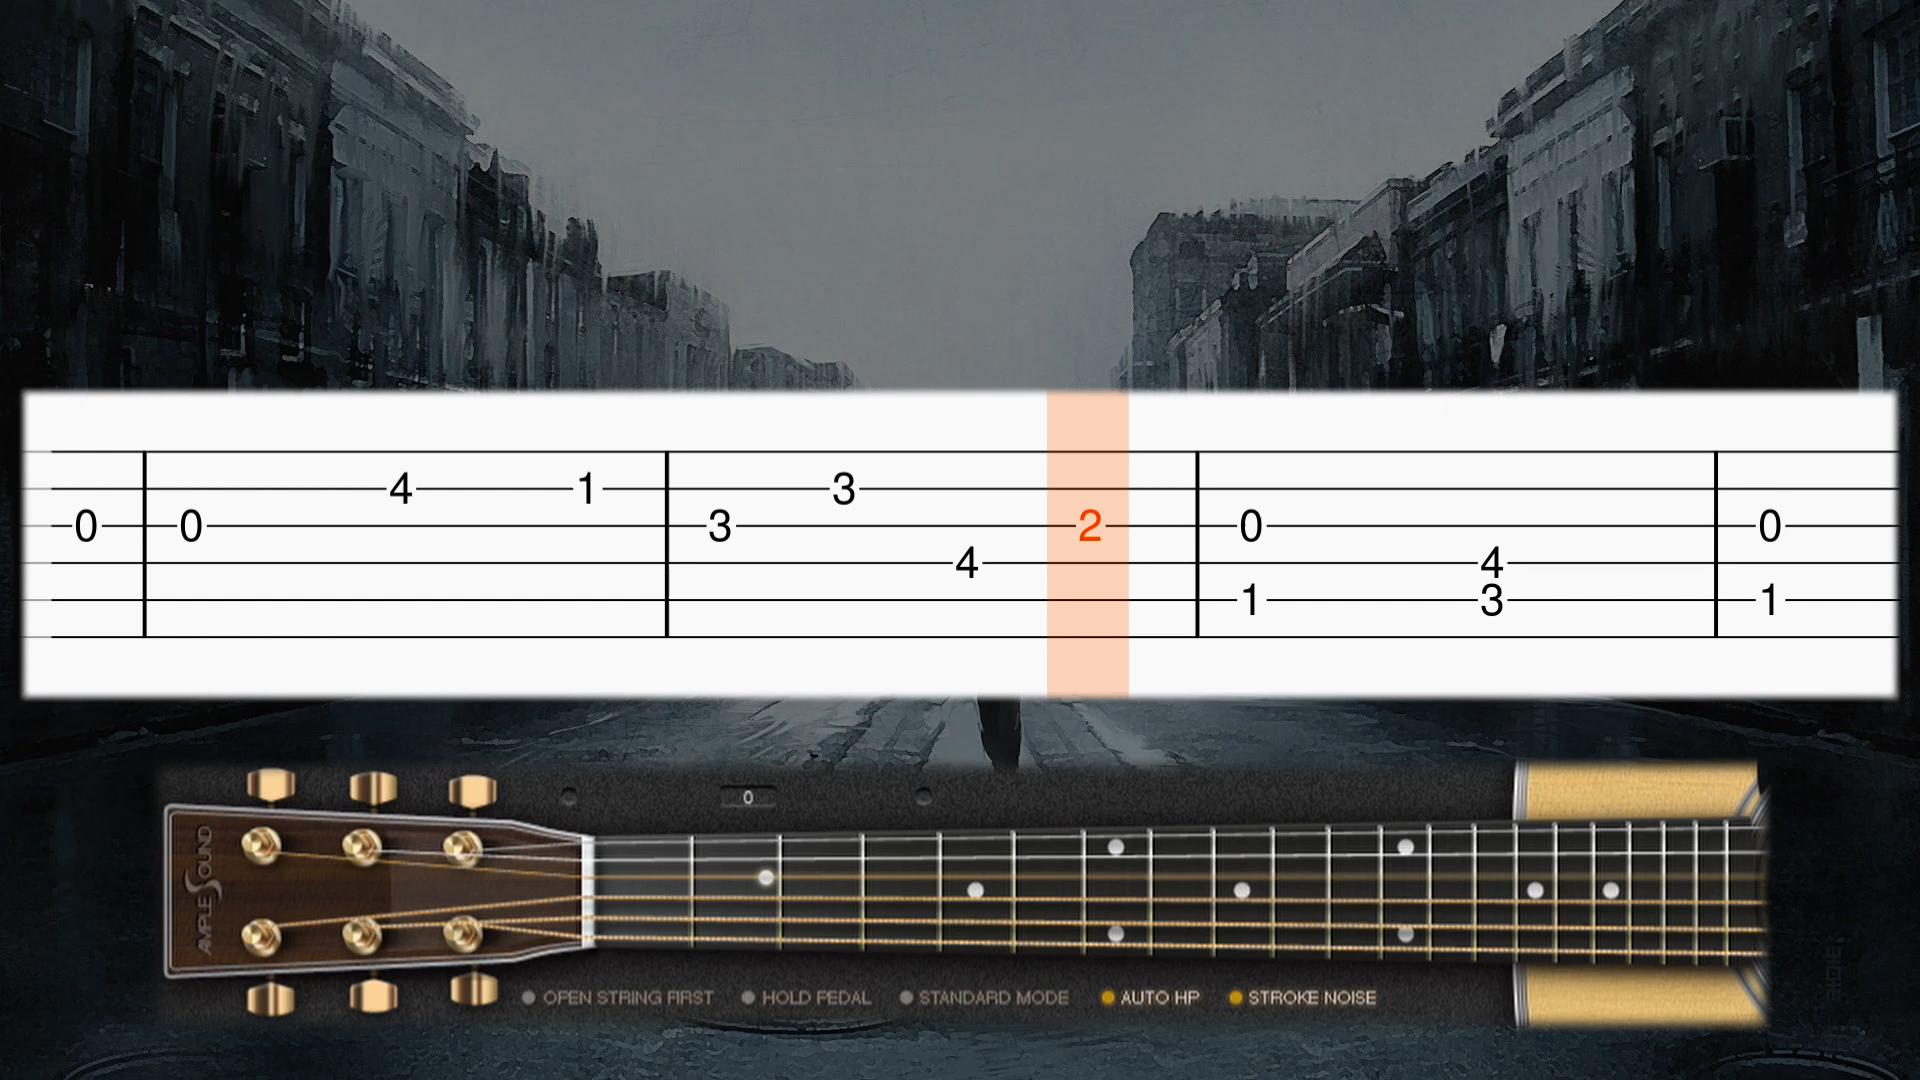 4 1 3
0 0 3 2 0 0
4 4
1 3 1
0
AMPLE SOUND
OPEN STRING FIRST HOLD PEDAL STANDARD MODE AUTO HP STROKE NOISE